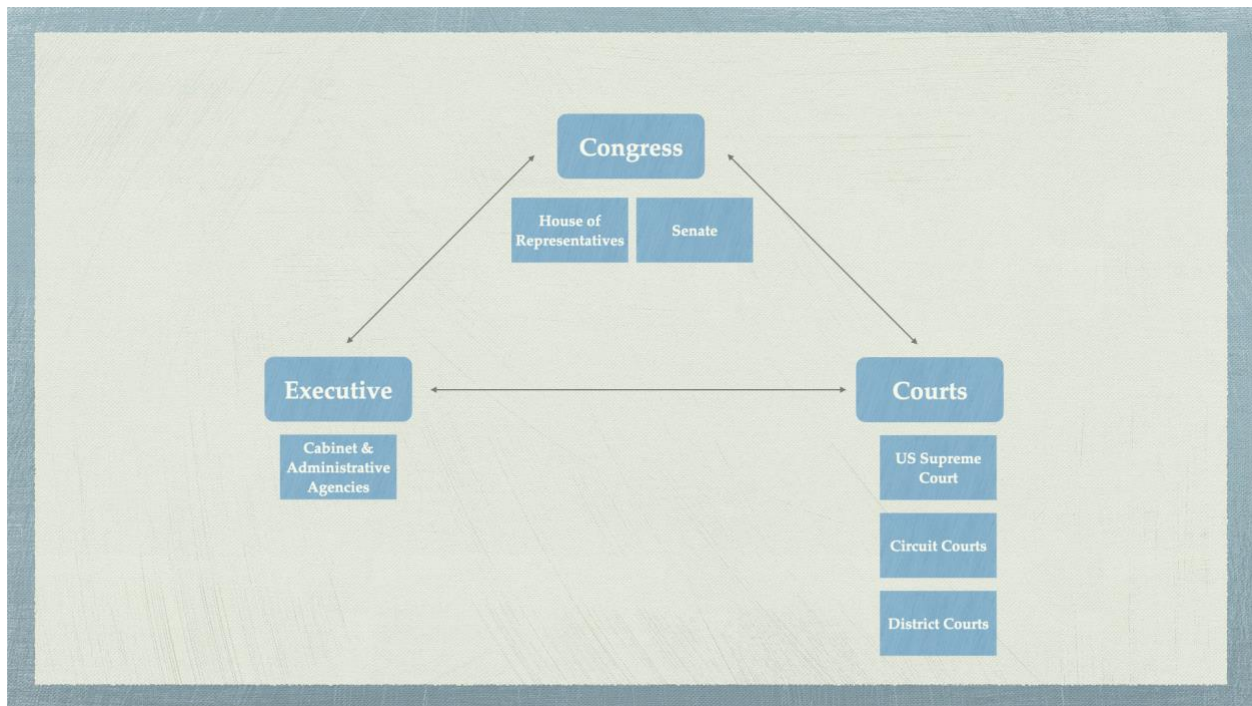 Congress
House of
Representatives
Senate
Executive
Courts
Cabinet &
Administrative
Agencies
US Supreme
Court
Circuit Courts
District Courts